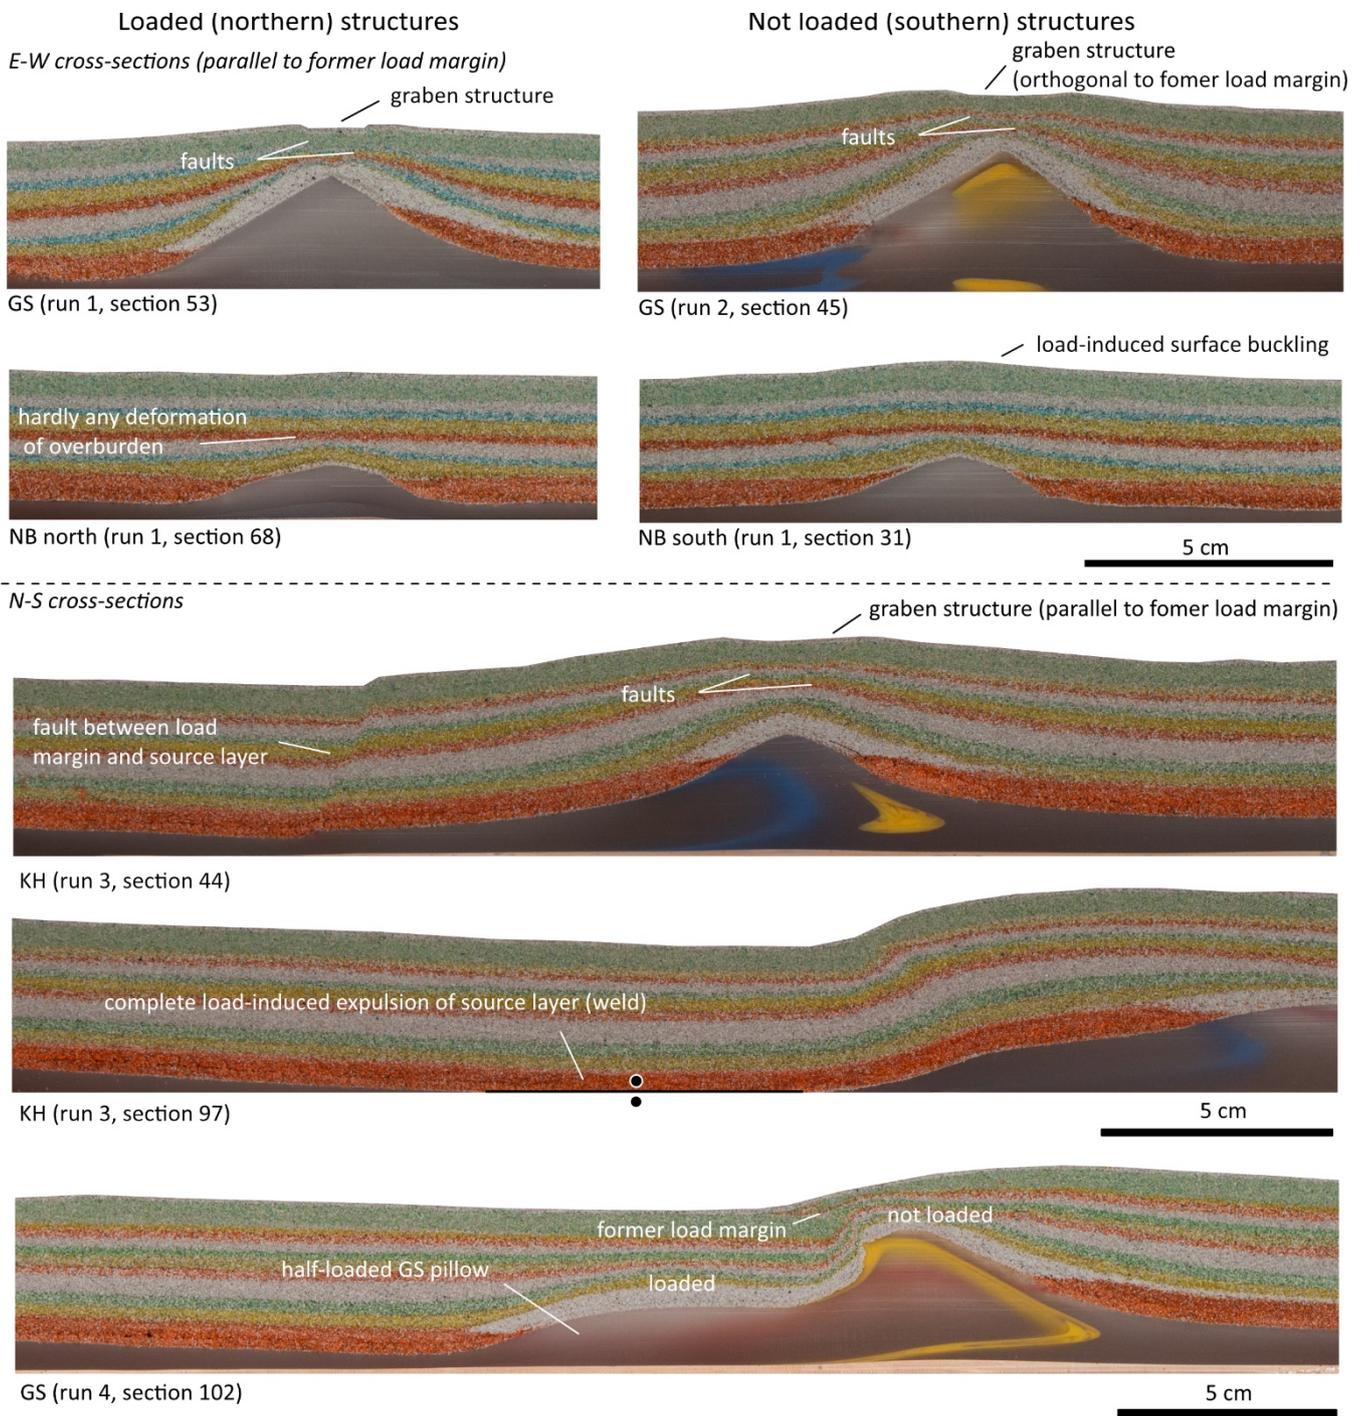 Loaded (northern) structures
Not loaded (southern) structures
E-W cross-sections (parallel to former load margin)
graben structure
faults
GS (run 1, section 53)
graben structure
(orthogonal to fomer load margin)
faults
GS (run 2, section 45)
hardly any deformation
of overburden
NB north (run 1, section 68)
load-induced surface buckling
NB south (run 1, section 31)
5 cm
N-S cross-sections
graben structure (parallel to fomer load margin)
faults
fault between load
margin and source layer
KH (run 3, section 44)
complete load-induced expulsion of source layer (weld)
KH (run 3, section 97)
5 cm
former load margin
not loaded
half-loaded GS pillow
loaded
GS (run 4, section 102)
5 cm